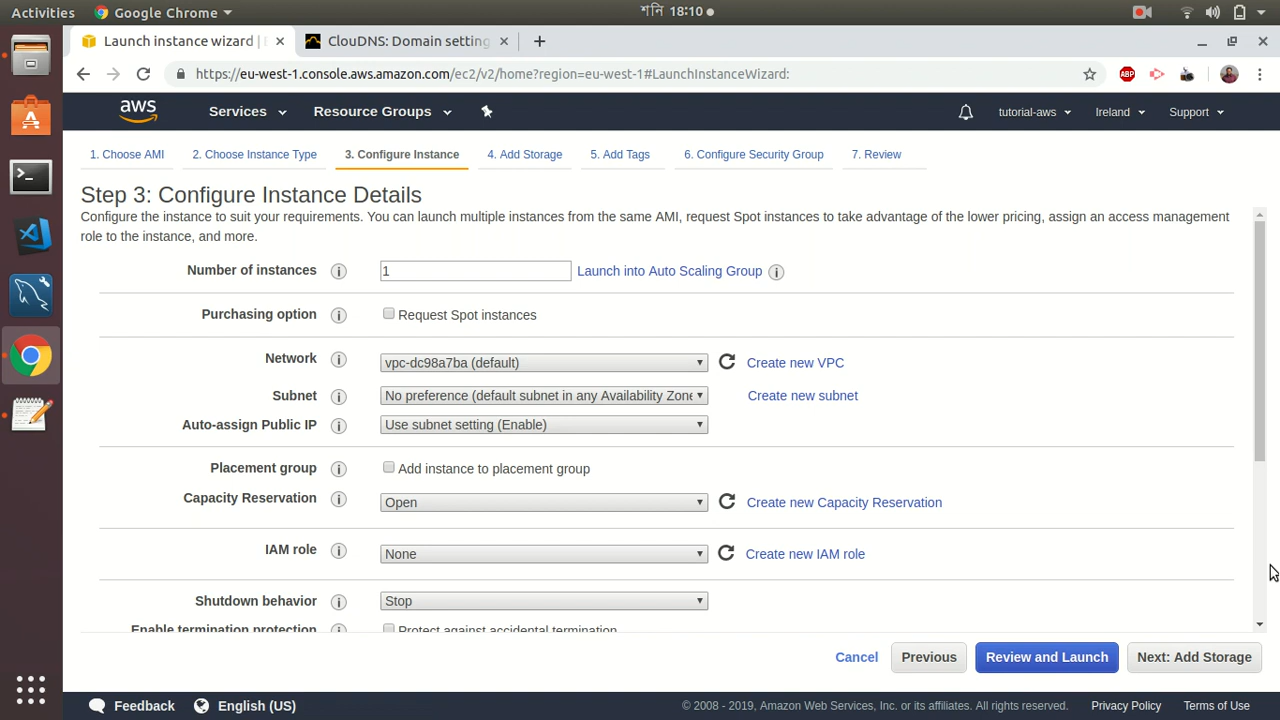 Activities Google Chrome শনি 18:10
Launch instance wizard | ClouDNS: Domain setting
https://eu-west-1.console.aws.amazon.com/ec2/v2/home?region=eu-west-1#LaunchInstanceWizard: ABP
aws Services Resource Groups tutorial-aws Ireland Support
1. Choose AMI 2. Choose Instance Type 3. Configure Instance 4. Add Storage 5. Add Tags 6. Configure Security Group 7. Review
Step 3: Configure Instance Details
Configure the instance to suit your requirements. You can launch multiple instances from the same AMI, request Spot instances to take advantage of the lower pricing, assign an access management
role to the instance, and more.
Number of instances i 1 Launch into Auto Scaling Group i
Purchasing option i Request Spot instances
Network i vpc-dc98a7ba (default) Create new VPC
Subnet i No preference (default subnet in any Availability Zone Create new subnet
Auto-assign Public IP i Use subnet setting (Enable)
Placement group i Add instance to placement group
Capacity Reservation i Open Create new Capacity Reservation
IAM role i None Create new IAM role
Shutdown behavior i Stop
Enable termination protection i Protect against accidental termination
Cancel Previous Review and Launch Next: Add Storage
Feedback English (US) © 2008 - 2019, Amazon Web Services, Inc. or its affiliates. All rights reserved. Privacy Policy Terms of Use